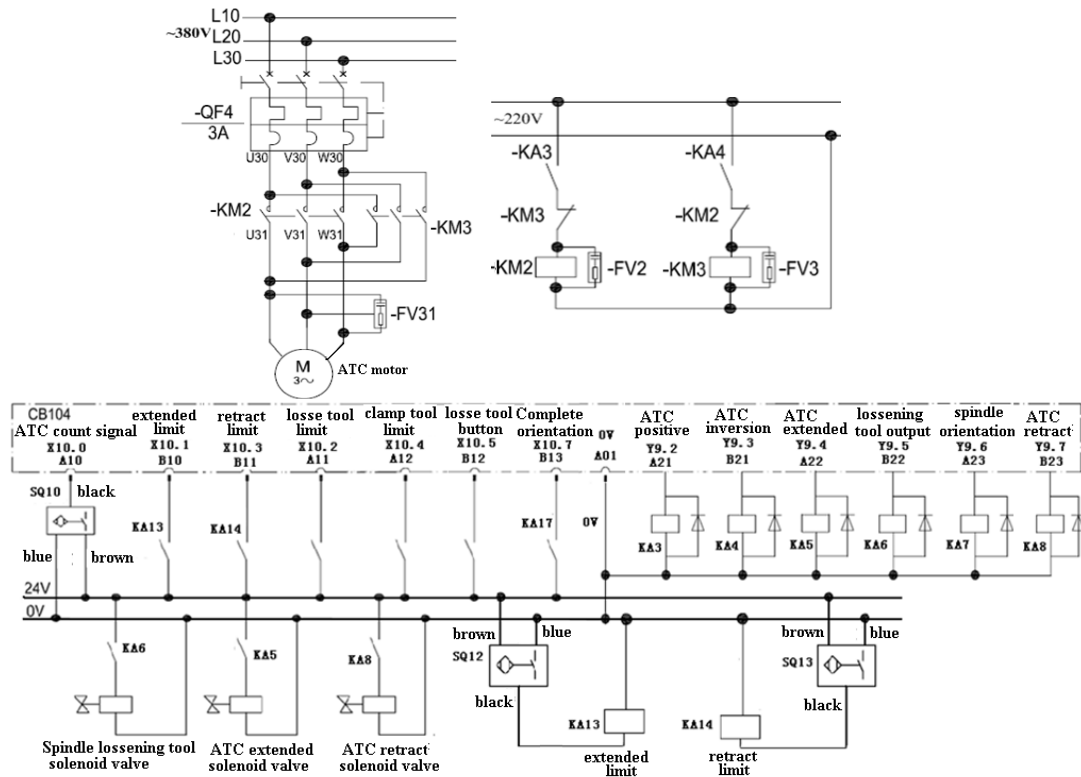 L10
~380V L20
L30
-QF4
3A
U30 V30 W30
-KM2
U31 V31 W31
-KM3
-FV31
M
3~
ATC motor
~220V
-KA3
-KA4
-KM3
-KM2
-KM2
-FV2
-KM3
-FV3
CB104
ATC count signal
X10.0
A10
extended
limit
X10.1
B10
retract
limit
X10.3
B11
losse tool
limit
X10.2
A11
clamp tool
limit
X10.4
A12
losse tool
button
X10.5
B12
Complete
orientation
X10.7
B13
0V
A01
ATC
positive
Y9.2
A21
ATC
inversion
Y9.3
B21
ATC
extended
Y9.4
A22
lossening
tool output
Y9.5
B22
spindle
orientation
Y9.6
A23
ATC
retract
Y9.7
B23
SQ10
black
blue
brown
KA13
KA14
KA17
0V
KA3
KA4
KA5
KA6
KA7
KA8
24V
0V
KA6
KA5
KA8
brown
blue
SQ12
black
KA13
extended
limit
KA14
retract
limit
brown
blue
SQ13
black
Spindle lossening tool
solenoid valve
ATC extended
solenoid valve
ATC retract
solenoid valve